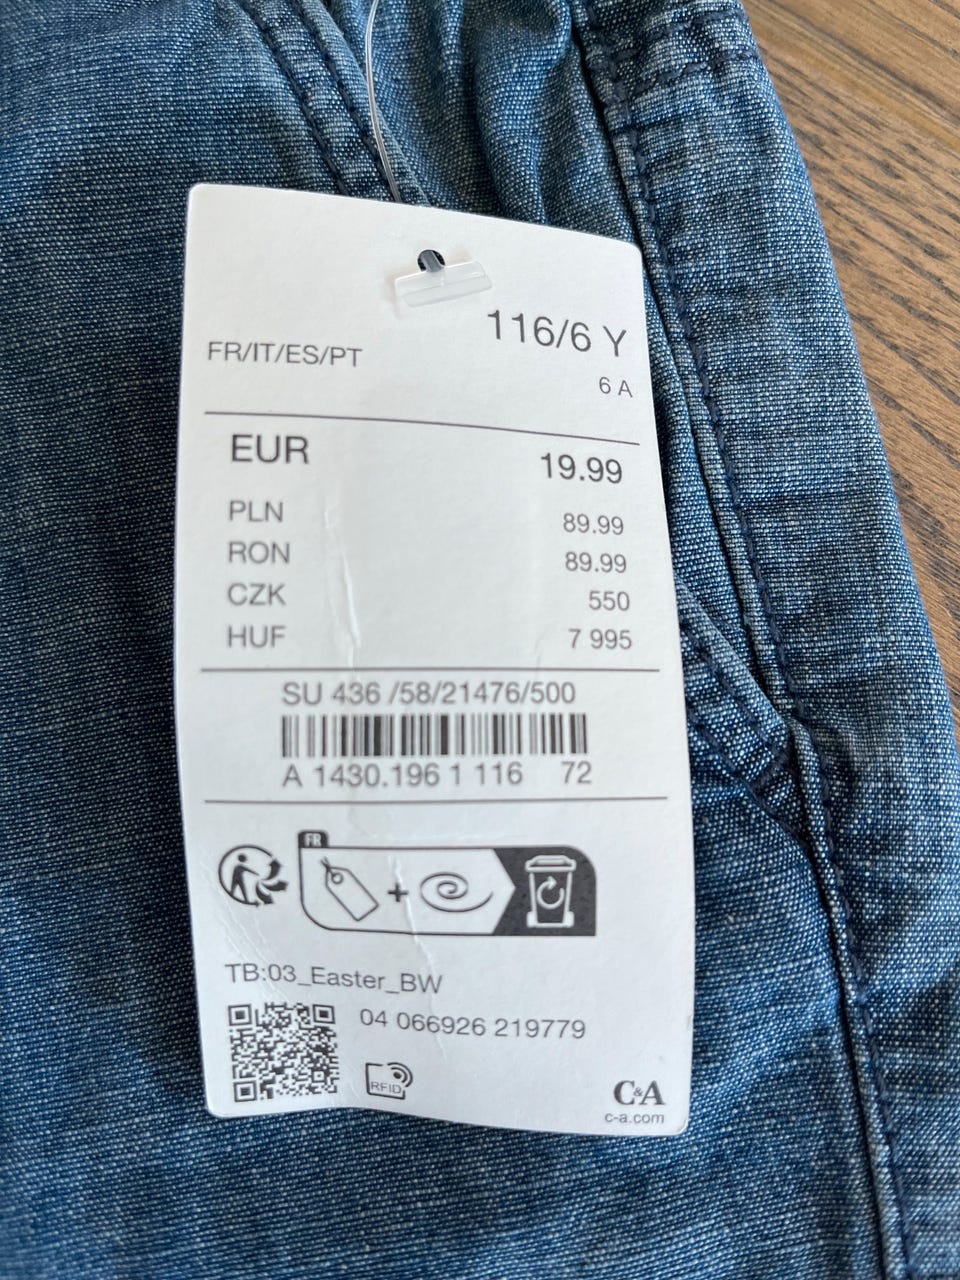 116/6 Y
FR/IT/ES/PT
6 A
EUR 19.99
PLN 89.99
RON 89.99
CZK 550
HUF 7 995
SU 436 /58/21476/500
A 1430.196 1 116 72
FR
TB:03_Easter_BW
04 066926 219779
RFID
C&A
c-a.com